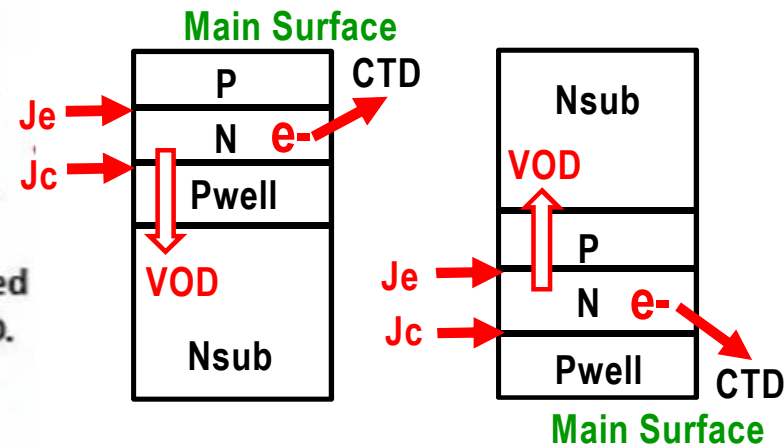 Main Surface
P
CTD
Je
N
e-
Jc
Pwell
VOD
Nsub
Nsub
VOD
P
Je
N
e-
Jc
Pwell
CTD
Main Surface